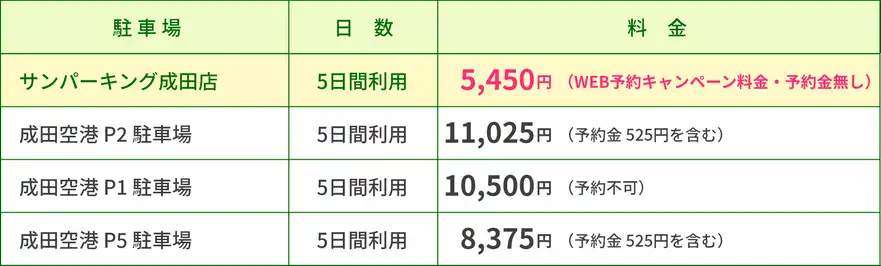 駐車場 日 数 料 金
サンパーキング成田店 5日間利用 5,450円 （WEB予約キャンペーン料金・予約金無し）
成田空港 P2 駐車場 5日間利用 11,025円 （予約金 525円を含む）
成田空港 P1 駐車場 5日間利用 10,500円 （予約不可）
成田空港 P5 駐車場 5日間利用 8,375円 （予約金 525円を含む）